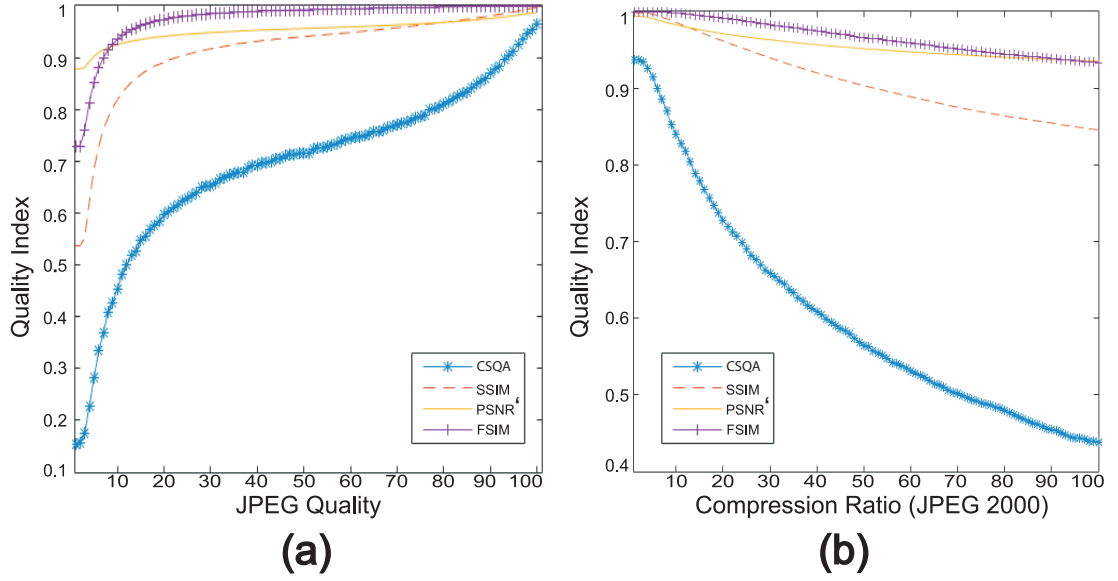 1
0.9
0.8
0.7
0.6
0.5
0.4
0.3
0.2
0.1
Quality Index
10 20 30 40 50 60 70 80 90 100
JPEG Quality
CSQA
SSIM
PSNR‘
FSIM
(a)
1
0.9
0.8
0.7
0.6
0.5
0.4
Quality Index
10 20 30 40 50 60 70 80 90 100
Compression Ratio (JPEG 2000)
CSQA
SSIM
PSNR‘
FSIM
(b)